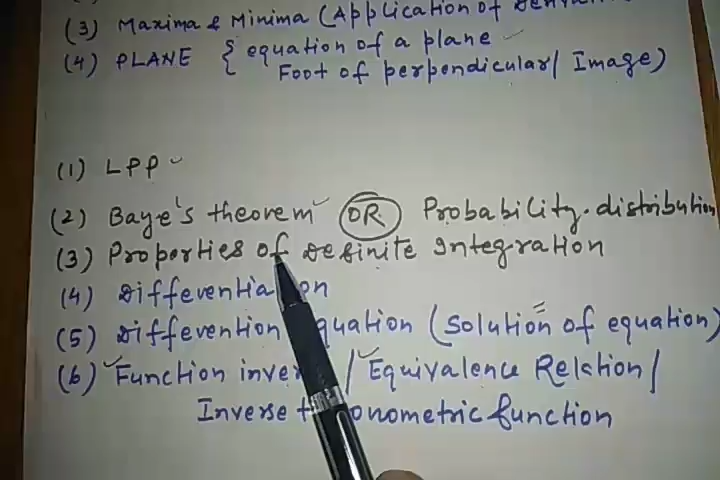 (3) Maxima & Minima (Application of
(4) PLANE { equation of a plane
Foot of perpendicular/ Image)
(1) LPP
(2) Baye's theorem OR Probability distribution
(3) Properties of Definite Integration
(4) Differentiation
(5) Differention equation (solution of equation)
(6) Function / Equivalence Relation /
Inverse function